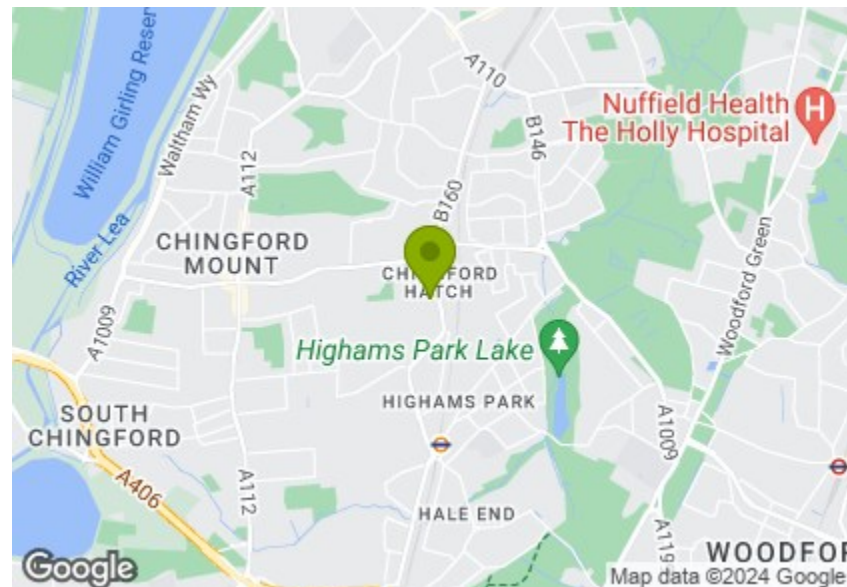 A110
Nuffield Health
The Holly Hospital
H
William Girling Reser
Waltham Wy
A112
B146
B160
River Lea
CHINGFORD
MOUNT
HATCH
Woodford Green
A1009
Highams Park Lake
SOUTH
CHINGFORD
HIGHAMS PARK
A1009
A406
A112
HALE END
A119
WOODFOR
Google
Map data ©2024 Google